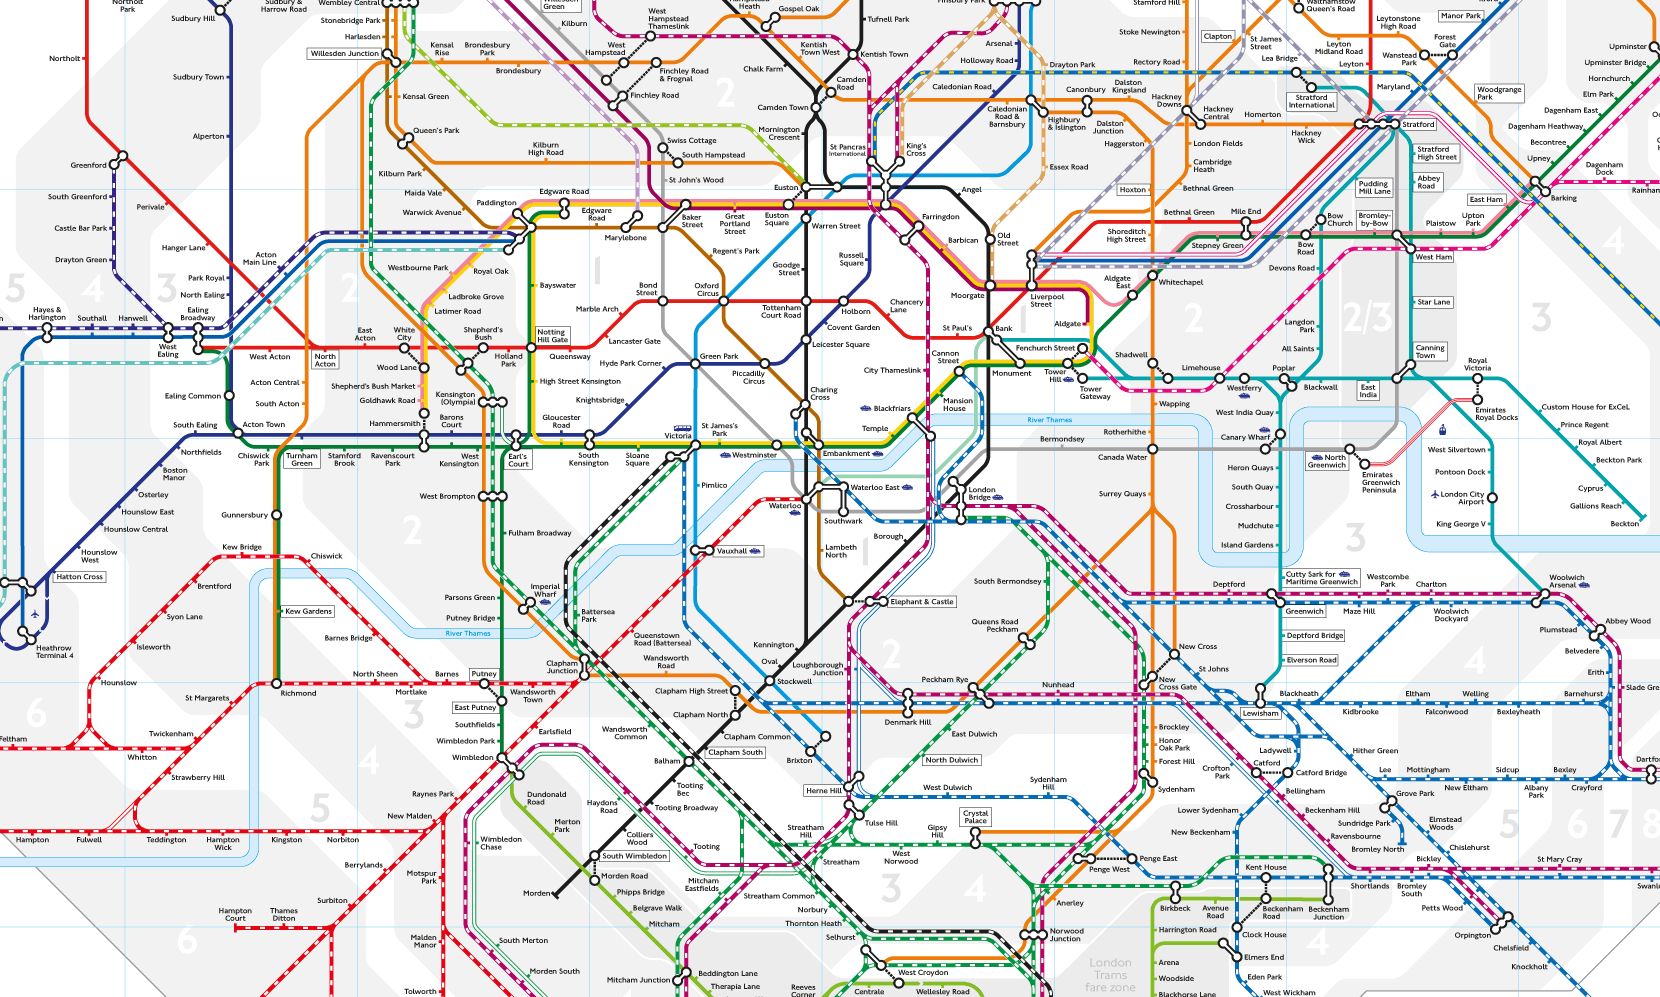 Northolt
Park
Sudbury Hill
Sudbury &
Harrow Road
Wembley Central
Stonebridge Park
Harlesden
Willesden Junction
Green
Kilburn
West
Hampstead
Thameslink
Heath
Gospel Oak
Tufnell Park
Finsbury Park
Stamford Hill
Walthamstow
Queen's Road
Leytonstone
High Road
Manor Park
Upminster
Northolt
Sudbury Town
Kensal
Rise
Brondesbury
Park
Brondesbury
West
Hampstead
Finchley Road
& Frognal
Finchley Road
Chalk Farm
Kentish
Town West
Kentish Town
Camden
Road
Camden Town
Arsenal
Holloway Road
Drayton Park
Stoke Newington
Rectory Road
Clapton
St James
Street
Lea Bridge
Leyton
Midland Road
Leyton
Wanstead
Park
Forest
Gate
Upminster Bridge
Hornchurch
Elm Park
Dagenham East
Dagenham Heathway
Becontree
Upney
Dagenham
Dock
Rainham
Kensal Green
Queen's Park
Kilburn
High Road
Kilburn Park
Maida Vale
Warwick Avenue
2
Mornington
Crescent
Swiss Cottage
South Hampstead
St John's Wood
St Pancras
International
King's
Cross
Caledonian Road
Caledonian
Road &
Barnsbury
Highbury
& Islington
Canonbury
Dalston
Kingsland
Dalston
Junction
Haggerston
Essex Road
Hackney
Downs
Hackney
Central
Homerton
Hackney
Wick
Stratford
International
Maryland
Stratford
Woodgrange
Park
Stratford
High Street
Abbey
Road
London Fields
Cambridge
Heath
Bethnal Green
Hoxton
Pudding
Mill Lane
East Ham
Barking
Alperton
Greenford
South Greenford
Perivale
Castle Bar Park
Drayton Green
Hanger Lane
Park Royal
North Ealing
Acton
Main Line
Paddington
Edgware Road
Edgware
Road
Marylebone
Baker
Street
Great
Portland
Street
Euston
Euston
Square
Warren Street
Regent's Park
Goodge
Street
Russell
Square
Farringdon
Barbican
Angel
Old
Street
Shoreditch
High Street
Bethnal Green
Mile End
Stepney Green
Bow
Church
Bow
Road
Bromley-
by-Bow
Plaistow
Upton
Park
West Ham
Devons Road
Star Lane
Langdon
Park
All Saints
Canning
Town
5
4
3
2
1
1
2
2/3
3
4
Hayes &
Harlington
Southall
Hanwell
West
Ealing
Ealing
Broadway
West Acton
North
Acton
East
Acton
White
City
Shepherd's
Bush
Holland
Park
Notting
Hill Gate
Queensway
Lancaster Gate
Marble Arch
Bond
Street
Oxford
Circus
Tottenham
Court Road
Holborn
Chancery
Lane
St Paul's
Bank
Moorgate
Liverpool
Street
Aldgate
East
Aldgate
Whitechapel
Westbourne Park
Royal Oak
Ladbroke Grove
Latimer Road
Bayswater
Wood Lane
Shepherd's Bush Market
Goldhawk Road
Hammersmith
Kensington
(Olympia)
Barons
Court
High Street Kensington
Gloucester
Road
Knightsbridge
Hyde Park Corner
Green Park
Piccadilly
Circus
Leicester Square
Covent Garden
Charing
Cross
Cannon
Street
City Thameslink
Mansion
House
Blackfriars
Temple
Monument
Fenchurch Street
Tower
Hill
Tower
Gateway
Shadwell
Limehouse
Westferry
Poplar
Blackwall
East
India
Royal
Victoria
Emirates
Royal Docks
Custom House for ExCeL
Prince Regent
Royal Albert
Beckton Park
Cyprus
Gallions Reach
Beckton
Acton Central
South Acton
Ealing Common
South Ealing
Acton Town
Northfields
Boston
Manor
Osterley
Hounslow East
Hounslow Central
Hounslow
West
Hatton Cross
Heathrow
Terminal 4
Chiswick
Park
Turnham
Green
Stamford
Brook
Ravenscourt
Park
West
Kensington
Earl's
Court
South
Kensington
Sloane
Square
Victoria
St James's
Park
Westminster
Embankment
River Thames
Wapping
Rotherhithe
Canada Water
Bermondsey
Surrey Quays
West India Quay
Canary Wharf
Heron Quays
South Quay
Crossharbour
Mudchute
Island Gardens
North
Greenwich
Emirates
Greenwich
Peninsula
West Silvertown
Pontoon Dock
London City
Airport
King George V
Gunnersbury
Kew Bridge
Chiswick
Brentford
Syon Lane
Isleworth
Hounslow
Kew Gardens
Barnes Bridge
River Thames
West Brompton
Fulham Broadway
Parsons Green
Putney Bridge
Imperial
Wharf
Battersea
Park
Pimlico
Vauxhall
Waterloo
Waterloo East
Southwark
Lambeth
North
London
Bridge
Borough
Elephant & Castle
South Bermondsey
Queens Road
Peckham
2
1
3
Cutty Sark for
Maritime Greenwich
Deptford
Greenwich
Westcombe
Park
Maze Hill
Charlton
Woolwich
Dockyard
Woolwich
Arsenal
Plumstead
Abbey Wood
Belvedere
Erith
Slade Green
Deptford Bridge
Elverson Road
Lewisham
Blackheath
Kidbrooke
Eltham
Falconwood
Welling
Bexleyheath
Barnehurst
Richmond
North Sheen
Mortlake
Barnes
Putney
Wandsworth
Town
Clapham
Junction
Queenstown
Road (Battersea)
Wandsworth
Road
Kennington
Oval
Stockwell
Loughborough
Junction
Clapham High Street
Clapham North
Clapham Common
Clapham South
Brixton
Denmark Hill
Peckham Rye
Nunhead
New Cross
New
Cross Gate
St Johns
Brockley
Honor
Oak Park
Forest Hill
Sydenham
Crofton
Park
Catford
Catford Bridge
Ladywell
Hither Green
Lee
Mottingham
New Eltham
Sidcup
Albany
Park
Bexley
Crayford
6
Feltham
St Margarets
Twickenham
Whitton
Strawberry Hill
3
4
East Putney
Southfields
Wimbledon Park
Wimbledon
Earlsfield
Wandsworth
Common
Balham
Tooting
Bec
Tooting Broadway
East Dulwich
North Dulwich
Herne Hill
West Dulwich
Sydenham
Hill
Tulse Hill
Lower Sydenham
New Beckenham
Bellingham
Beckenham Hill
Ravensbourne
Grove Park
Sundridge Park
Bromley North
Elmstead
Woods
Chislehurst
5
6
7
8
4
2
Raynes Park
New Malden
Dundonald
Road
Merton
Park
Haydons
Road
Colliers
Wood
Wimbledon
Chase
South Wimbledon
Morden
Morden Road
Phipps Bridge
Belgrave Walk
Mitcham
Tooting
Mitcham
Eastfields
Streatham
Hill
Streatham
Streatham Common
West
Norwood
Gipsy
Hill
Crystal
Palace
Penge East
Penge West
Kent House
Shortlands
Bromley
South
Bickley
St Mary Cray
Petts Wood
Orpington
Chelsfield
Knockholt
5
Hampton
Fulwell
Teddington
Hampton
Wick
Kingston
Norbiton
Berrylands
Motspur
Park
Surbiton
Hampton
Court
Thames
Ditton
6
Malden
Manor
Tolworth
South Merton
Morden South
Mitcham Junction
Beddington Lane
Therapia Lane
Norbury
Thornton Heath
Selhurst
3
4
Anerley
Norwood
Junction
West Croydon
Reeves
Corner
Centrale
Wellesley Road
Birkbeck
Avenue
Road
Beckenham
Road
Beckenham
Junction
Harrington Road
Arena
Woodside
Blackhorse Lane
London
Trams
fare zone
Clock House
Elmers End
Eden Park
West Wickham
4